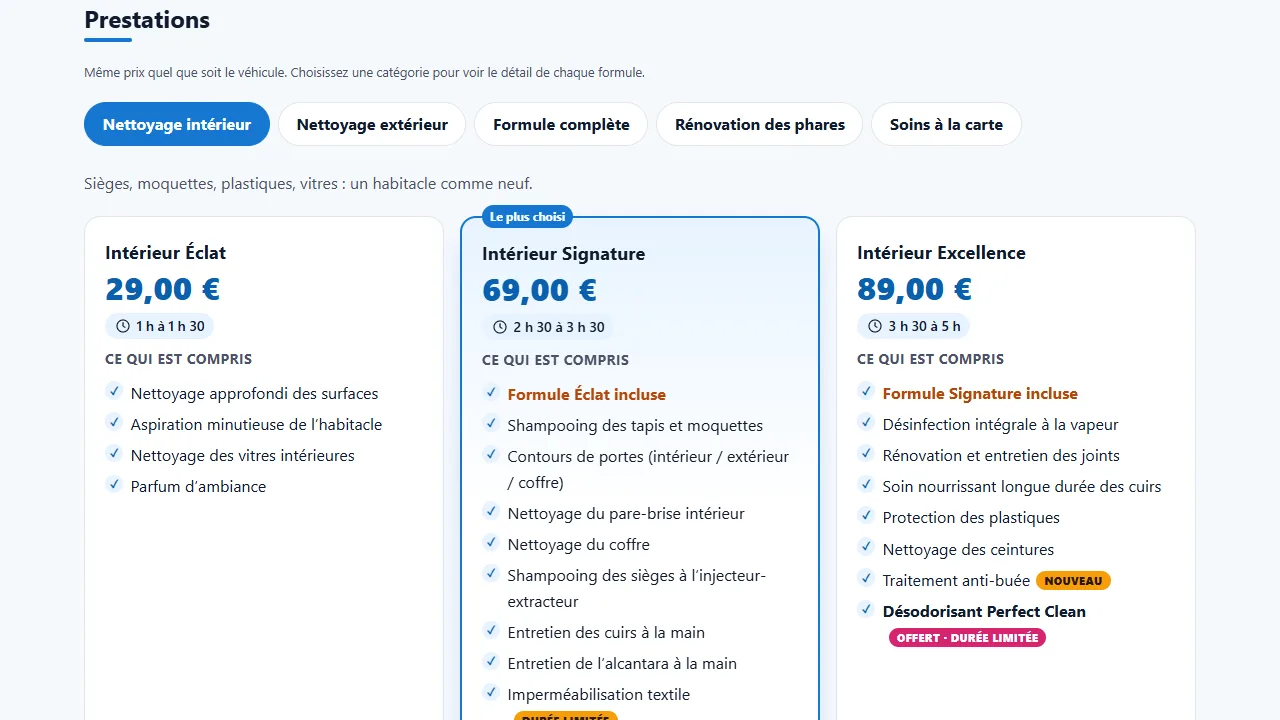 Prestations
Même prix quel que soit le véhicule. Choisissez une catégorie pour voir le détail de chaque formule.
Nettoyage intérieur
Nettoyage extérieur
Formule complète
Rénovation des phares
Soins à la carte
Sièges, moquettes, plastiques, vitres : un habitacle comme neuf.
Intérieur Éclat
29,00 €
1 h à 1 h 30
CE QUI EST COMPRIS
Nettoyage approfondi des surfaces
Aspiration minutieuse de l’habitacle
Nettoyage des vitres intérieures
Parfum d’ambiance
Le plus choisi
Intérieur Signature
69,00 €
2 h 30 à 3 h 30
CE QUI EST COMPRIS
Formule Éclat incluse
Shampooing des tapis et moquettes
Contours de portes (intérieur / extérieur
/ coffre)
Nettoyage du pare-brise intérieur
Nettoyage du coffre
Shampooing des sièges à l’injecteur-
extracteur
Entretien des cuirs à la main
Entretien de l’alcantara à la main
Imperméabilisation textile
DURÉE LIMITÉE
Intérieur Excellence
89,00 €
3 h 30 à 5 h
CE QUI EST COMPRIS
Formule Signature incluse
Désinfection intégrale à la vapeur
Rénovation et entretien des joints
Soin nourrissant longue durée des cuirs
Protection des plastiques
Nettoyage des ceintures
Traitement anti-buée NOUVEAU
Désodorisant Perfect Clean
OFFERT · DURÉE LIMITÉE